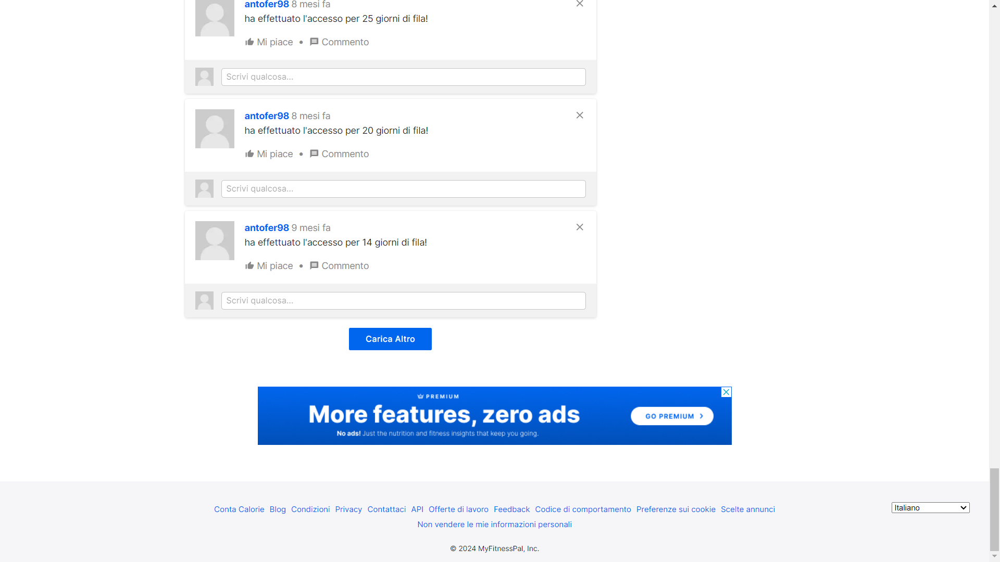 antofer98 8 mesi fa
ha effettuato l'accesso per 25 giorni di fila!
Mi piace • Commento
Scrivi qualcosa...
antofer98 8 mesi fa
ha effettuato l'accesso per 20 giorni di fila!
Mi piace • Commento
Scrivi qualcosa...
antofer98 9 mesi fa
ha effettuato l'accesso per 14 giorni di fila!
Mi piace • Commento
Scrivi qualcosa...
Carica Altro
PREMIUM
More features, zero ads
No ads! Just the nutrition and fitness insights that keep you going.
GO PREMIUM
Conta Calorie Blog Condizioni Privacy Contattaci API Offerte di lavoro Feedback Codice di comportamento Preferenze sui cookie Scelte annunci
Non vendere le mie informazioni personali
Italiano
© 2024 MyFitnessPal, Inc.